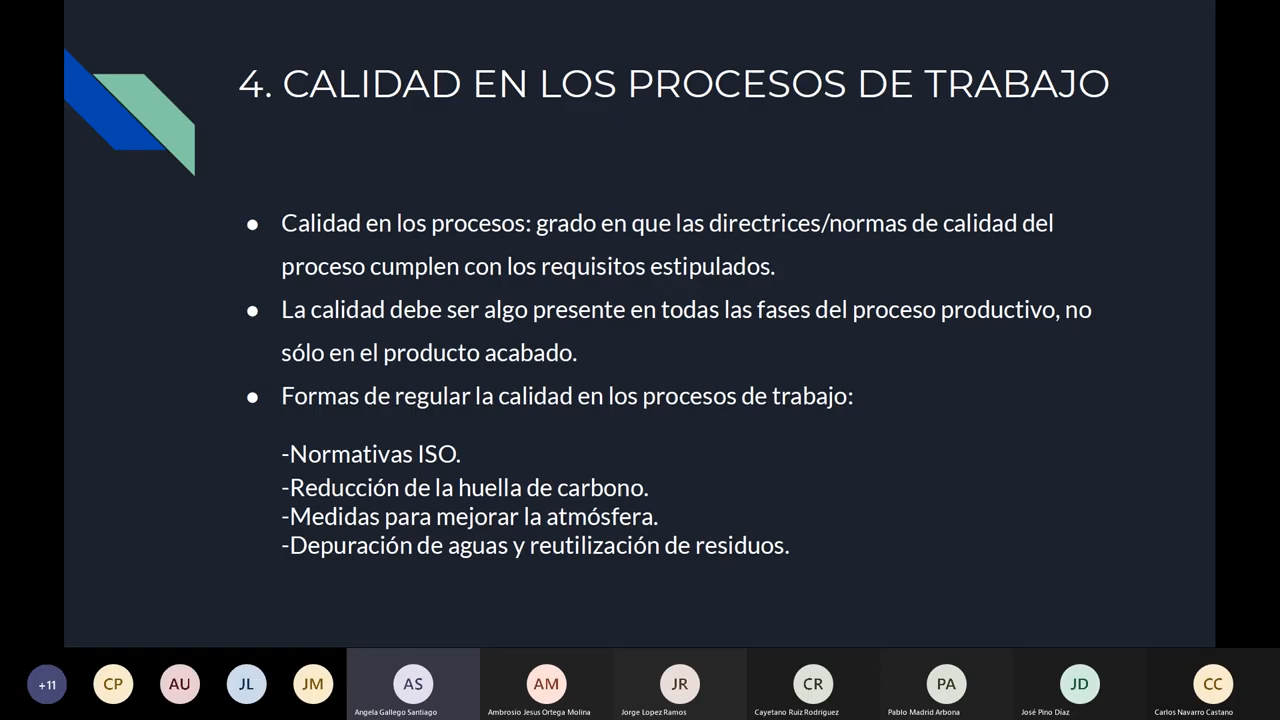 4. CALIDAD EN LOS PROCESOS DE TRABAJO
● Calidad en los procesos: grado en que las directrices/normas de calidad del
proceso cumplen con los requisitos estipulados.
● La calidad debe ser algo presente en todas las fases del proceso productivo, no
sólo en el producto acabado.
● Formas de regular la calidad en los procesos de trabajo:
-Normativas ISO.
-Reducción de la huella de carbono.
-Medidas para mejorar la atmósfera.
-Depuración de aguas y reutilización de residuos.
+11 CP AU JL JM AS AM JR CR PA JD CC
Angela Gallego Santiago Ambrosio Jesus Ortega Molina Jorge Lopez Ramos Cayetano Ruiz Rodriguez Pablo Madrid Arbona José Pino Díaz Carlos Navarro Castano